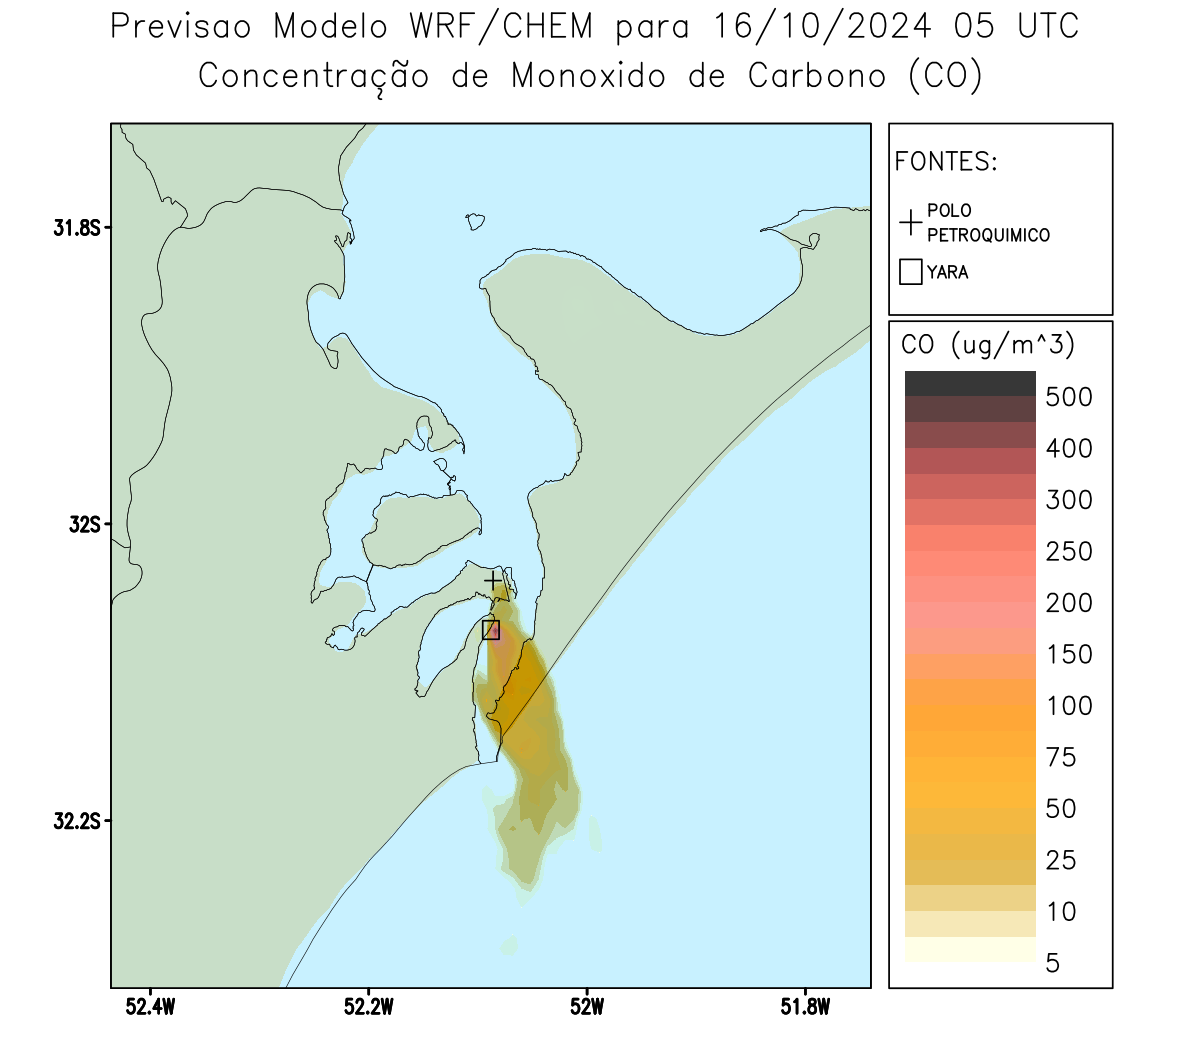 Previsao Modelo WRF/CHEM para 16/10/2024 05 UTC
Concentração de Monoxido de Carbono (CO)
FONTES:
POLO
PETROQUIMICO
YARA
CO (ug/m^3)
500
400
300
250
200
150
100
75
50
25
10
5
31.8S
32S
32.2S
52.4W
52.2W
52W
51.8W